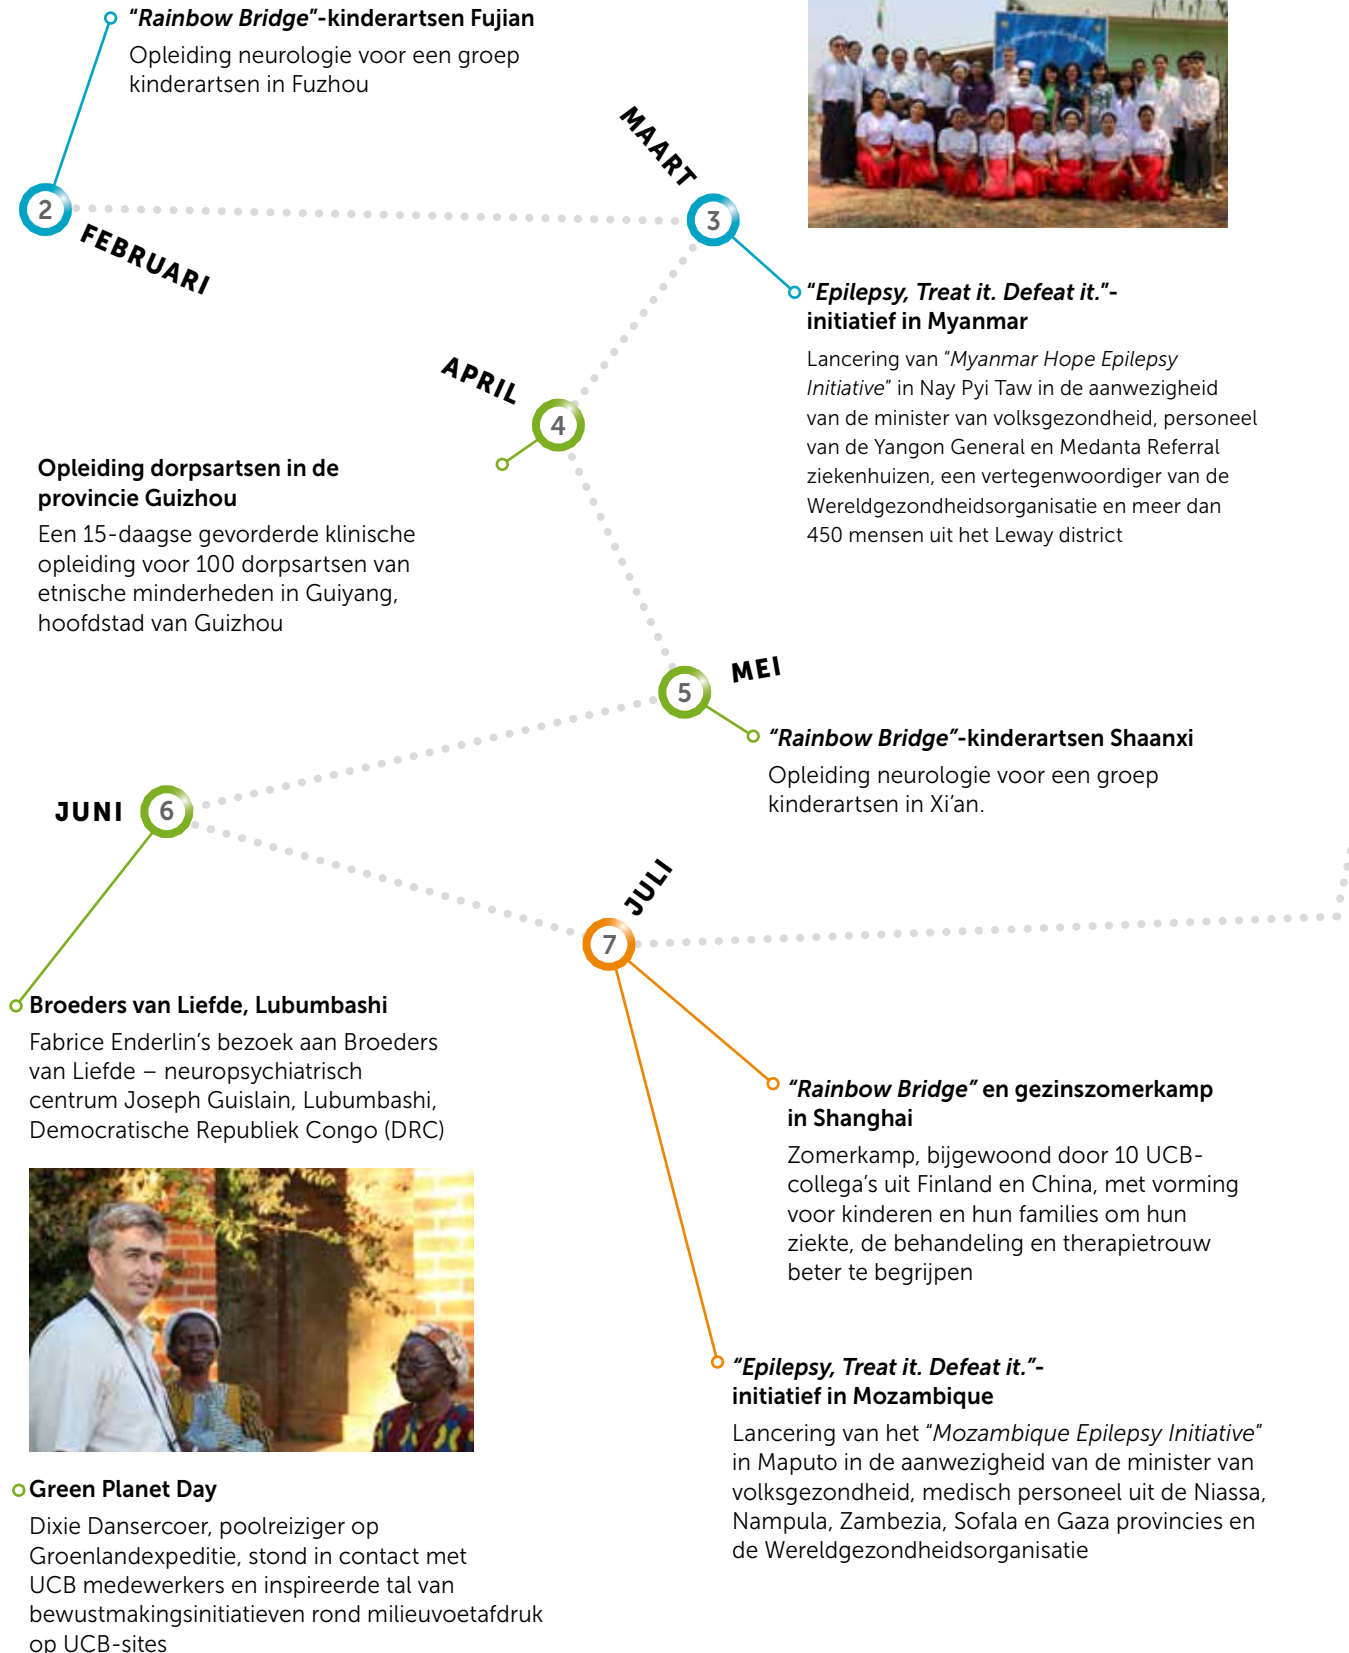 "Rainbow Bridge"-kinderartsen Fujian
Opleiding neurologie voor een groep
kinderartsen in Fuzhou
2
FEBRUARI
MAART
3
"Epilepsy, Treat it. Defeat it."-
initiatief in Myanmar
Lancering van "Myanmar Hope Epilepsy
Initiative" in Nay Pyi Taw in de aanwezigheid
van de minister van volksgezondheid, personeel
van de Yangon General en Medanta Referral
ziekenhuizen, een vertegenwoordiger van de
Wereldgezondheidsorganisatie en meer dan
450 mensen uit het Leway district
APRIL
4
Opleiding dorpsartsen in de
provincie Guizhou
Een 15-daagse gevorderde klinische
opleiding voor 100 dorpsartsen van
etnische minderheden in Guiyang,
hoofdstad van Guizhou
MEI
5
"Rainbow Bridge"-kinderartsen Shaanxi
Opleiding neurologie voor een groep
kinderartsen in Xi'an.
JUNI
6
Broeders van Liefde, Lubumbashi
Fabrice Enderlin's bezoek aan Broeders
van Liefde – neuropsychiatrisch
centrum Joseph Guislain, Lubumbashi,
Democratische Republiek Congo (DRC)
Green Planet Day
Dixie Dansercoer, poolreiziger op
Groenlandexpeditie, stond in contact met
UCB medewerkers en inspireerde tal van
bewustmakingsinitiatieven rond milieuvoetafdruk
op UCB-sites
JULI
7
"Rainbow Bridge" en gezinszomerkamp
in Shanghai
Zomerkamp, bijgewoond door 10 UCB-
collega's uit Finland en China, met vorming
voor kinderen en hun families om hun
ziekte, de behandeling en therapietrouw
beter te begrijpen
"Epilepsy, Treat it. Defeat it."-
initiatief in Mozambique
Lancering van het "Mozambique Epilepsy Initiative"
in Maputo in de aanwezigheid van de minister van
volksgezondheid, medisch personeel uit de Niassa,
Nampula, Zambezia, Sofala en Gaza provincies en
de Wereldgezondheidsorganisatie